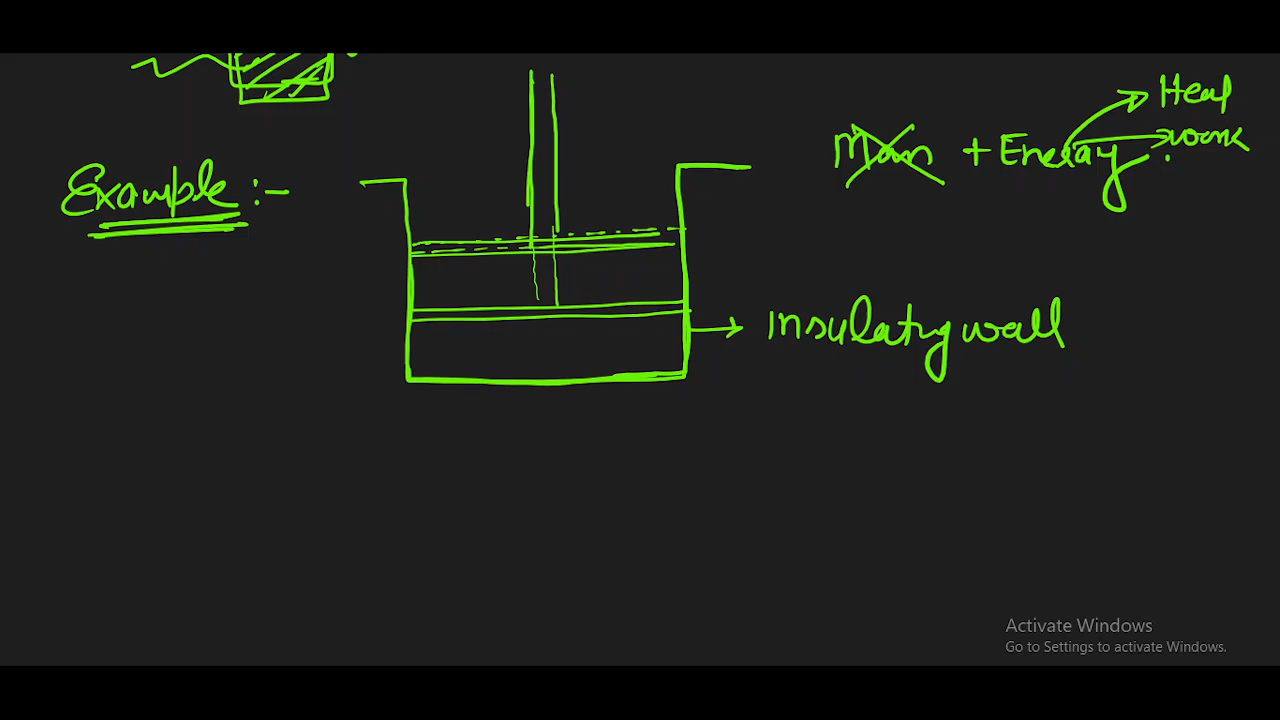 Heat
Mass + Energy work
Example :-
insulating wall
Activate Windows
Go to Settings to activate Windows.